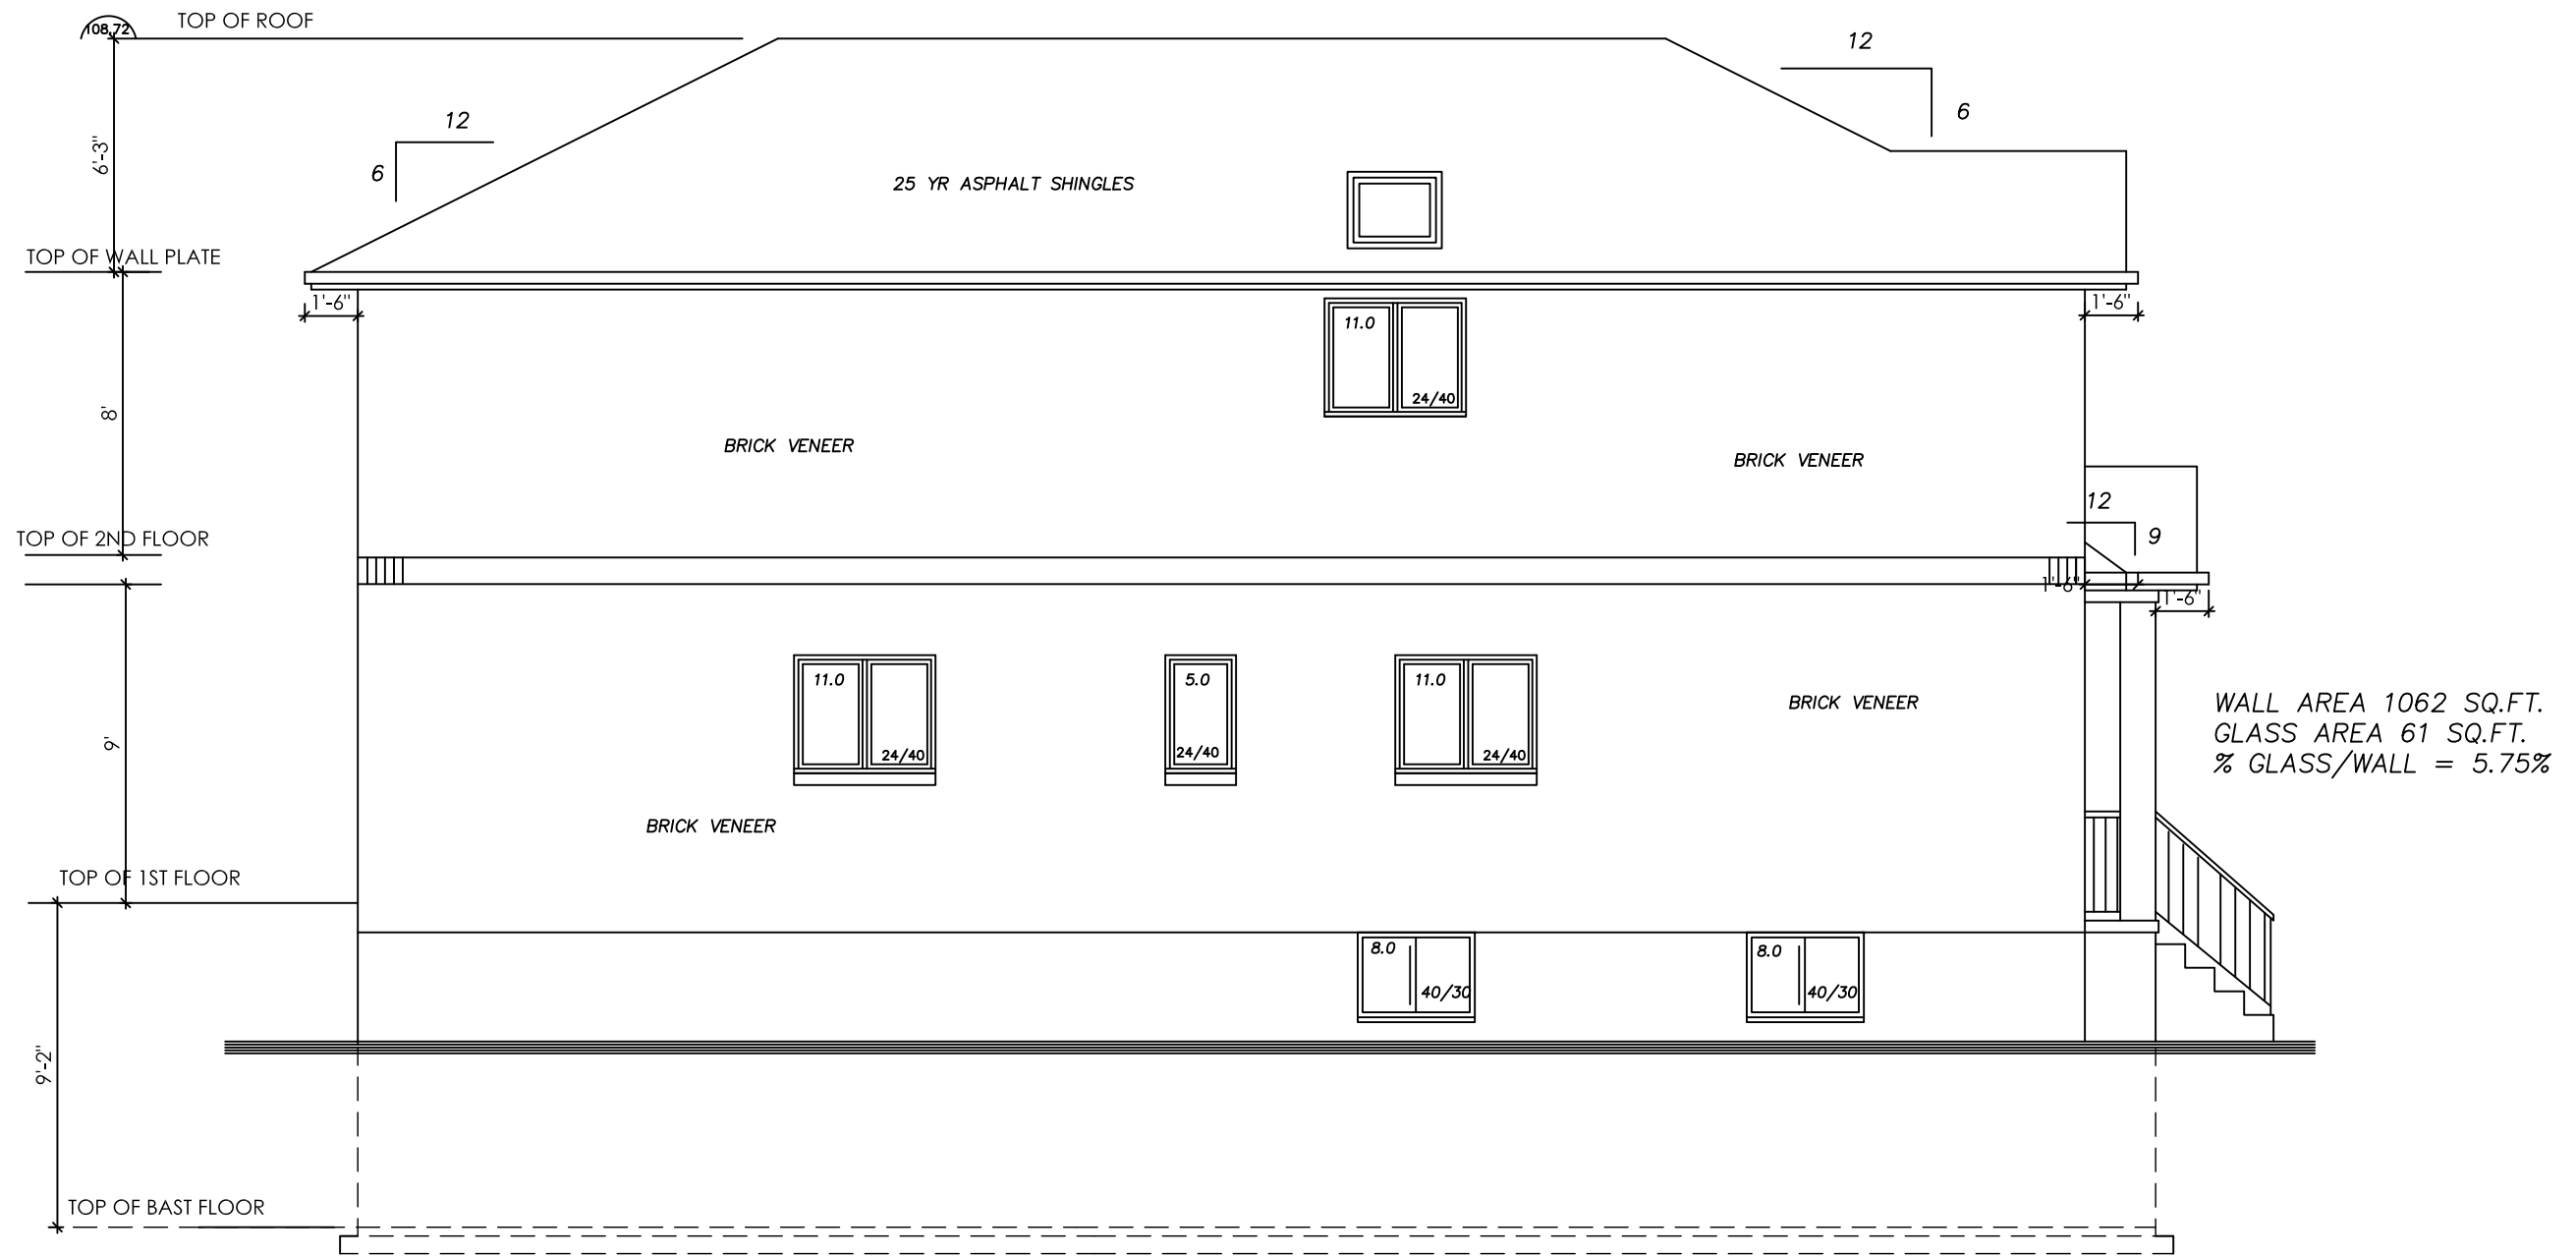 108.72
TOP OF ROOF
12
6
12
6
6'-3"
25 YR ASPHALT SHINGLES
TOP OF WALL PLATE
1'-6"
1'-6"
11.0
24/40
8'
BRICK VENEER
BRICK VENEER
12
9
TOP OF 2ND FLOOR
1'-6"
1'-6"
11.0
24/40
5.0
24/40
11.0
24/40
BRICK VENEER
WALL AREA 1062 SQ.FT.
GLASS AREA 61 SQ.FT.
% GLASS/WALL = 5.75%
9'
BRICK VENEER
TOP OF 1ST FLOOR
8.0
40/30
8.0
40/30
9'-2"
TOP OF BAST FLOOR